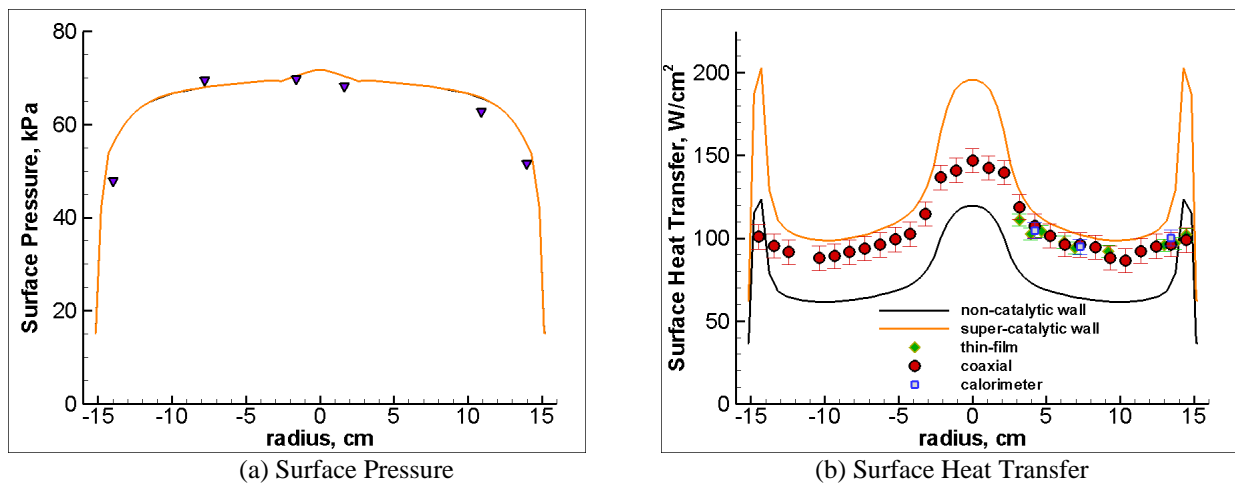 80
60
40
20
0
-15 -10 -5 0 5 10 15
radius, cm
Surface Pressure, kPa
(a) Surface Pressure
200
150
100
50
0
-15 -10 -5 0 5 10 15
radius, cm
Surface Heat Transfer, W/cm²
non-catalytic wall
super-catalytic wall
thin-film
coaxial
calorimeter
(b) Surface Heat Transfer